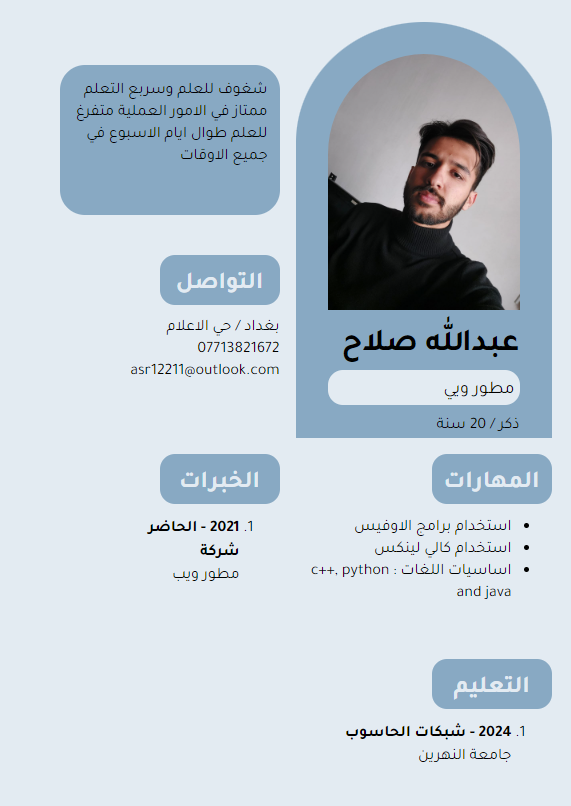 عبدالله صلاح
مطور ويي
ذكر / 20 سنة
شغوف للعلم وسريع التعلم
ممتاز في الامور العملية متفرغ
للعلم طوال ايام الاسبوع في
جميع الاوقات
التواصل
بغداد / حي الاعلام
07713821672
asr12211@outlook.com
المهارات
• استخدام برامج الاوفيس
• استخدام كالي لينكس
• اساسيات اللغات : c++, python
and java
الخبرات
1. 2021 - الحاضر
شركة
مطور ويب
التعليم
1. 2024 - شبكات الحاسوب
جامعة النهرين